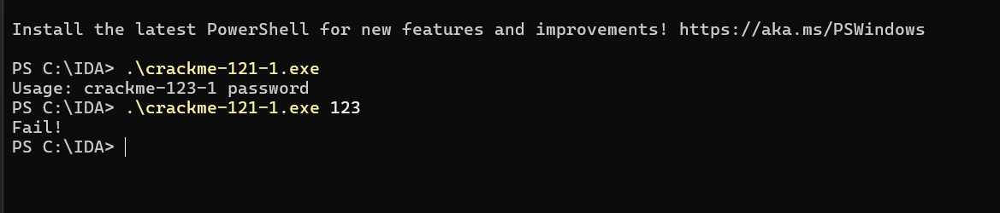 Install the latest PowerShell for new features and improvements! https://aka.ms/PSWindows
PS C:\IDA> .\crackme-121-1.exe
Usage: crackme-123-1 password
PS C:\IDA> .\crackme-121-1.exe 123
Fail!
PS C:\IDA>